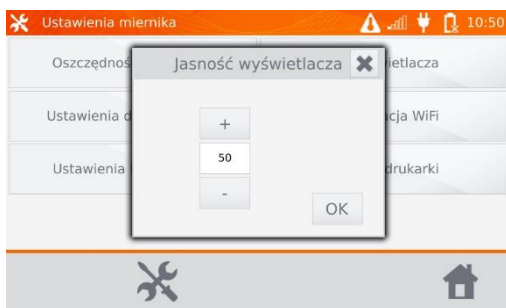 Ustawienia miernika
10:50
Oszczędnoś
Jasność wyświetlacza
ietlacza
Ustawienia d
+
cja WiFi
50
Ustawienia
drukarki
-
OK